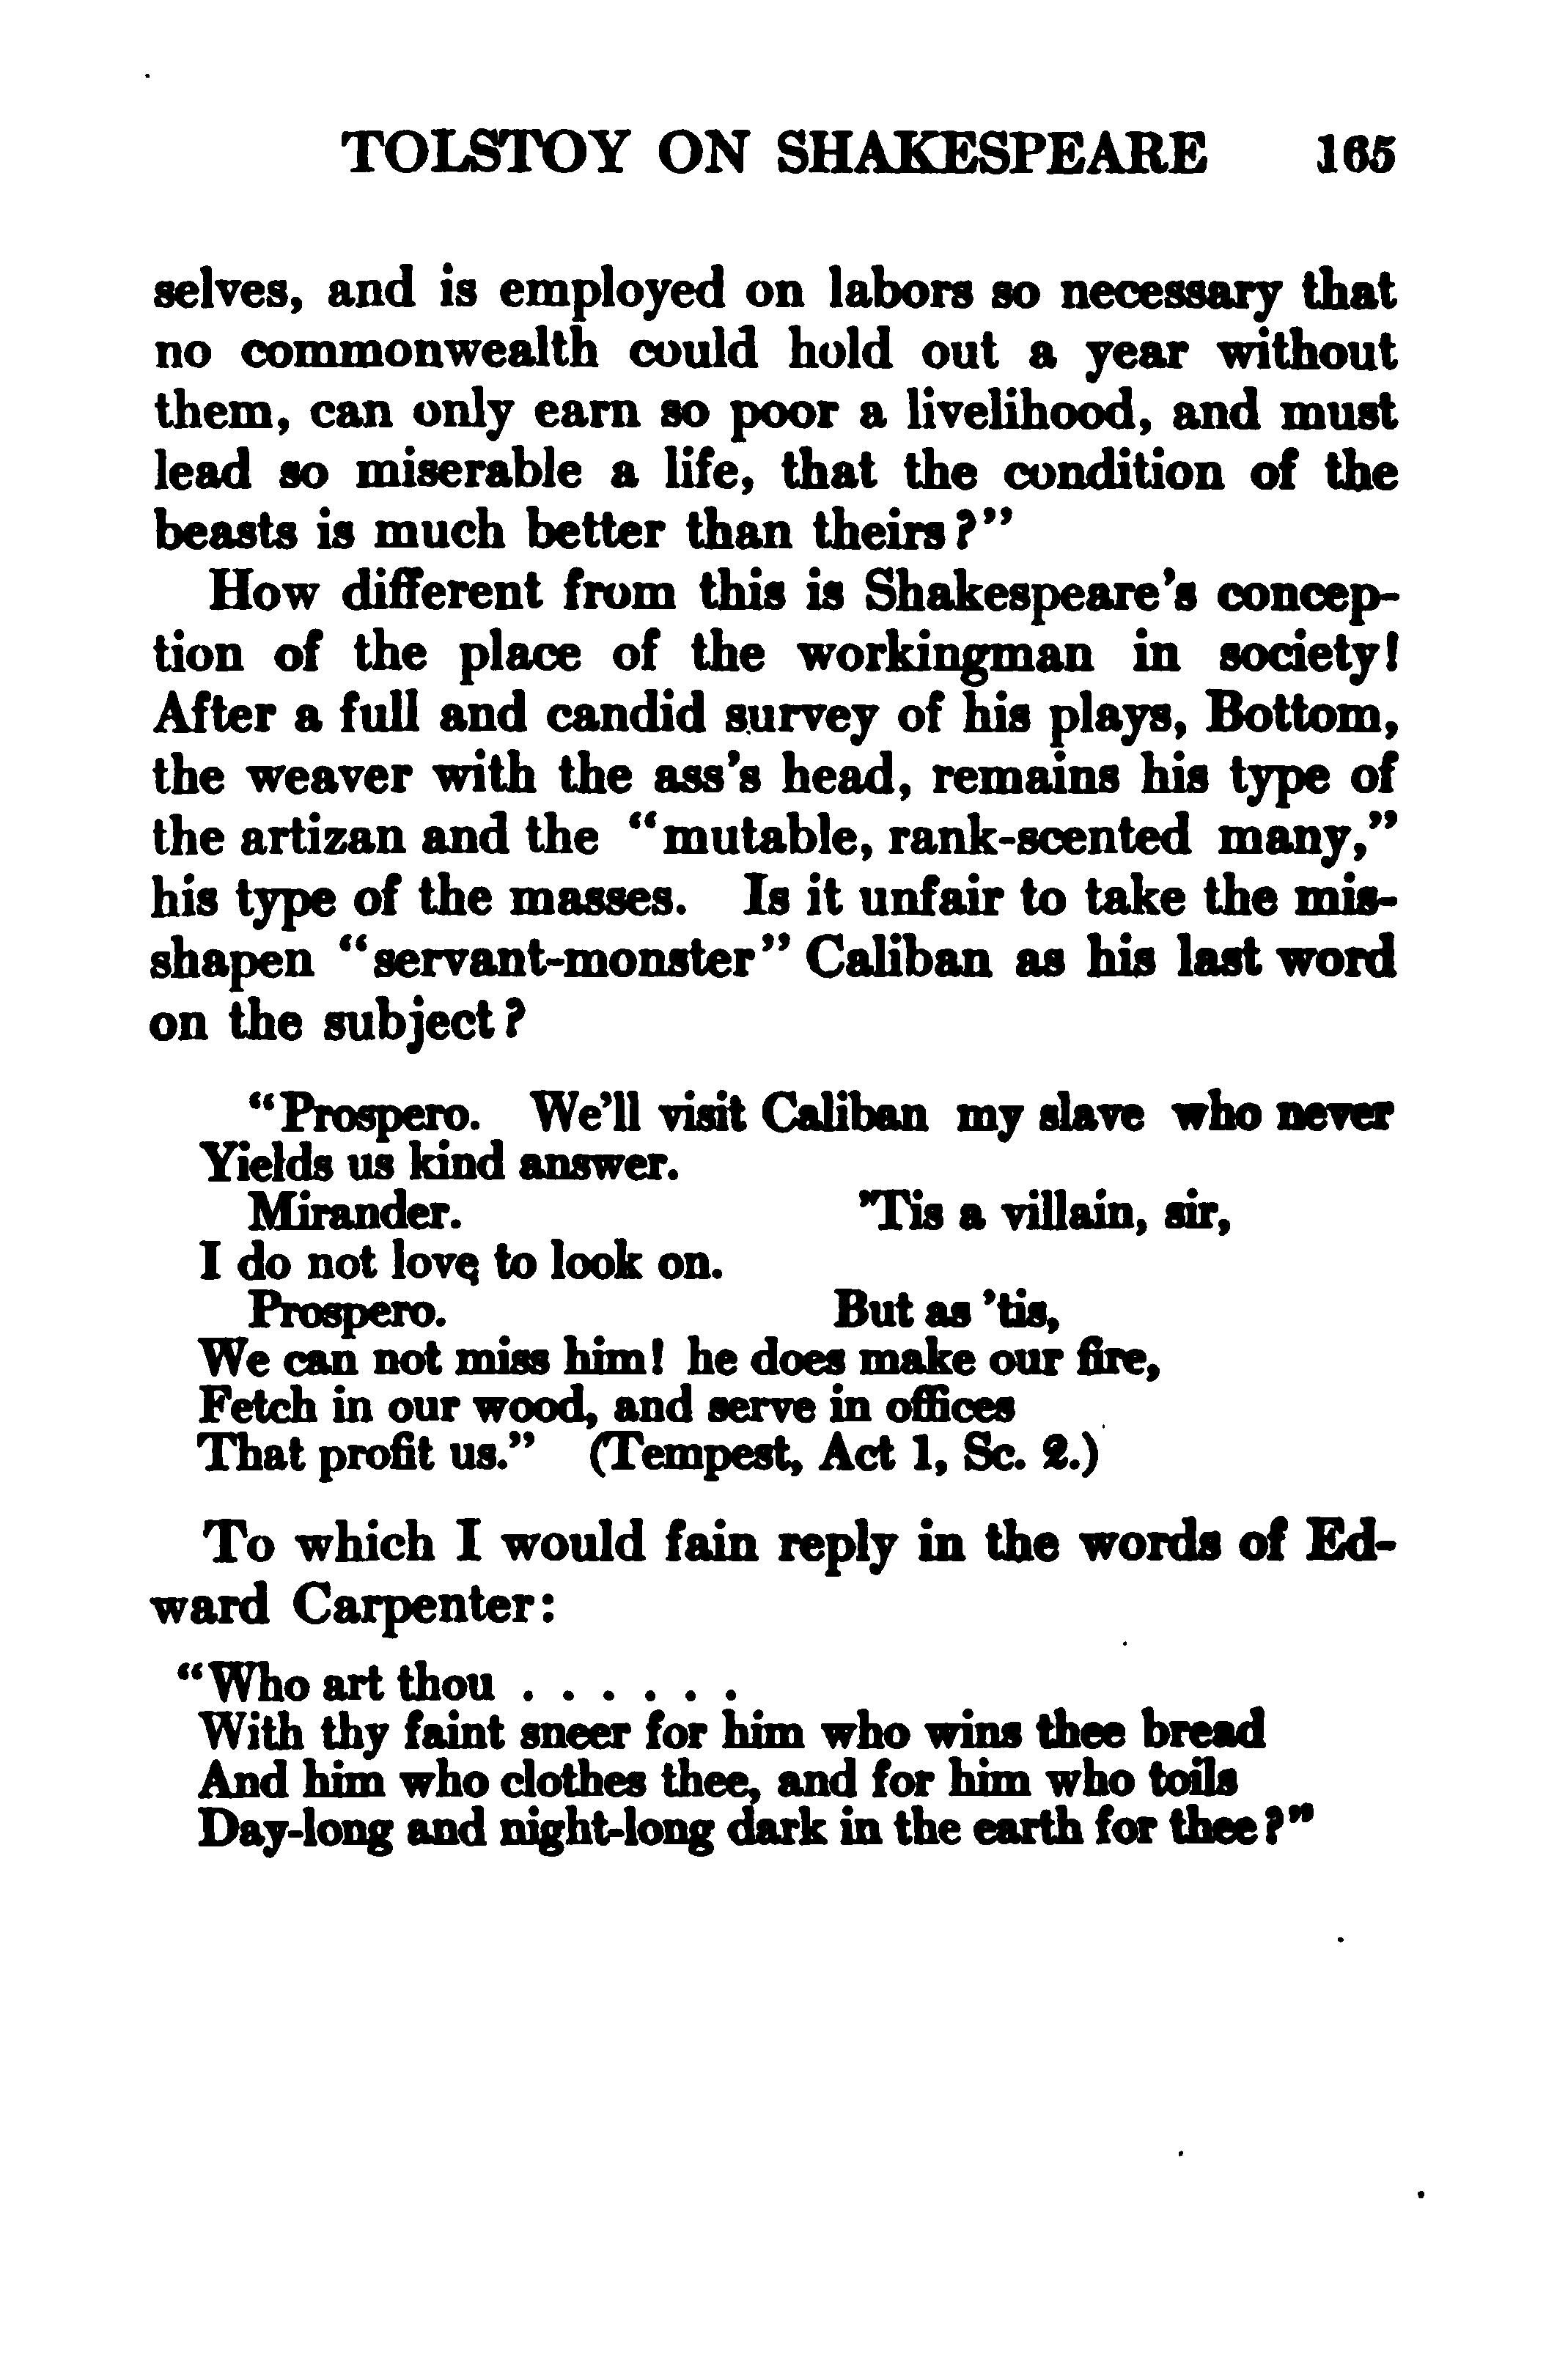 TOLSTOY ON SHAKESPEARE 165
selves, and is employed on labors so necessary that
no commonwealth could hold out a year without
them, can only earn so poor a livelihood, and must
lead so miserable a life, that the condition of the
beasts is much better than theirs?”
How different from this is Shakespeare’s concep-
tion of the place of the workingman in society!
After a full and candid survey of his plays, Bottom,
the weaver with the ass’s head, remains his type of
the artizan and the “mutable, rank-scented many,”
his type of the masses. Is it unfair to take the mis-
shapen “servant-monster” Caliban as his last word
on the subject?
“Prospero. We’ll visit Caliban my slave who never
Yields us kind answer.
Mirander. ’Tis a villain, sir,
I do not love to look on.
Prospero. But as ’tis,
We can not miss him! he does make our fire,
Fetch in our wood, and serve in offices
That profit us.” (Tempest, Act 1, Sc. 2.)
To which I would fain reply in the words of Ed-
ward Carpenter:
“Who art thou . . . . . .
With thy faint sneer for him who wins thee bread
And him who clothes thee, and for him who toils
Day-long and night-long dark in the earth for thee?”